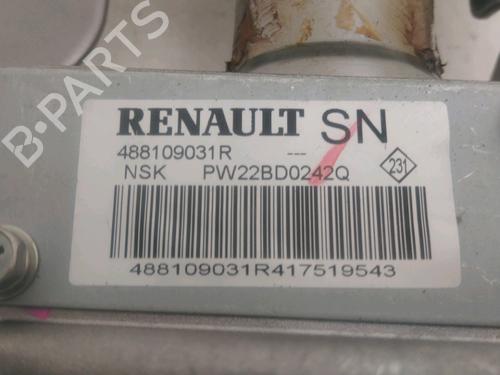 B-PARTS
RENAULT SN
488109031R ---
NSK PW22BD0242Q
231
488109031R417519543